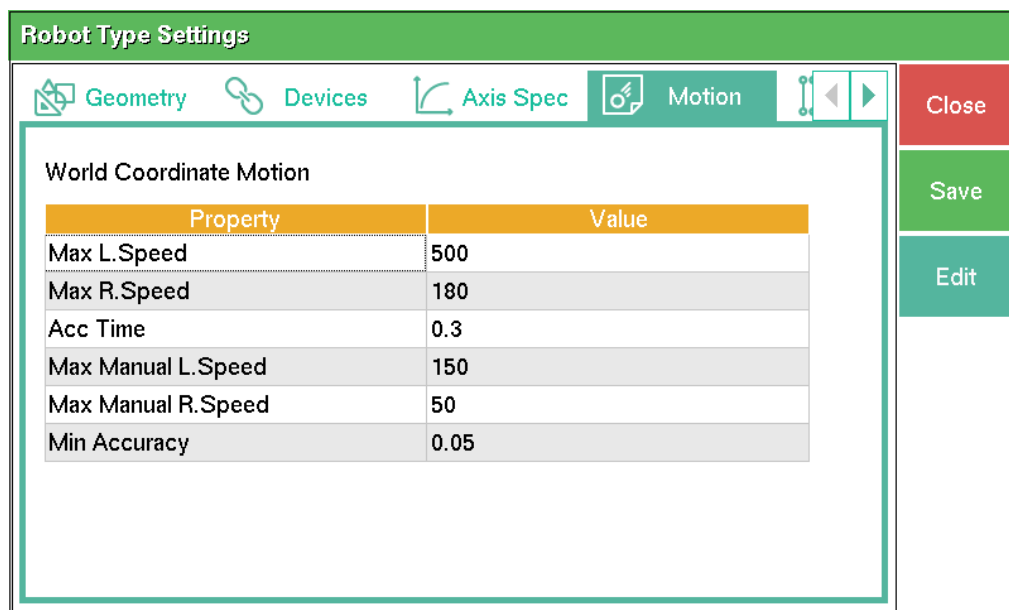 Robot Type Settings
Geometry Devices Axis Spec Motion
Close
World Coordinate Motion
Save
Property Value
Max L.Speed 500
Edit
Max R.Speed 180
Acc Time 0.3
Max Manual L.Speed 150
Max Manual R.Speed 50
Min Accuracy 0.05